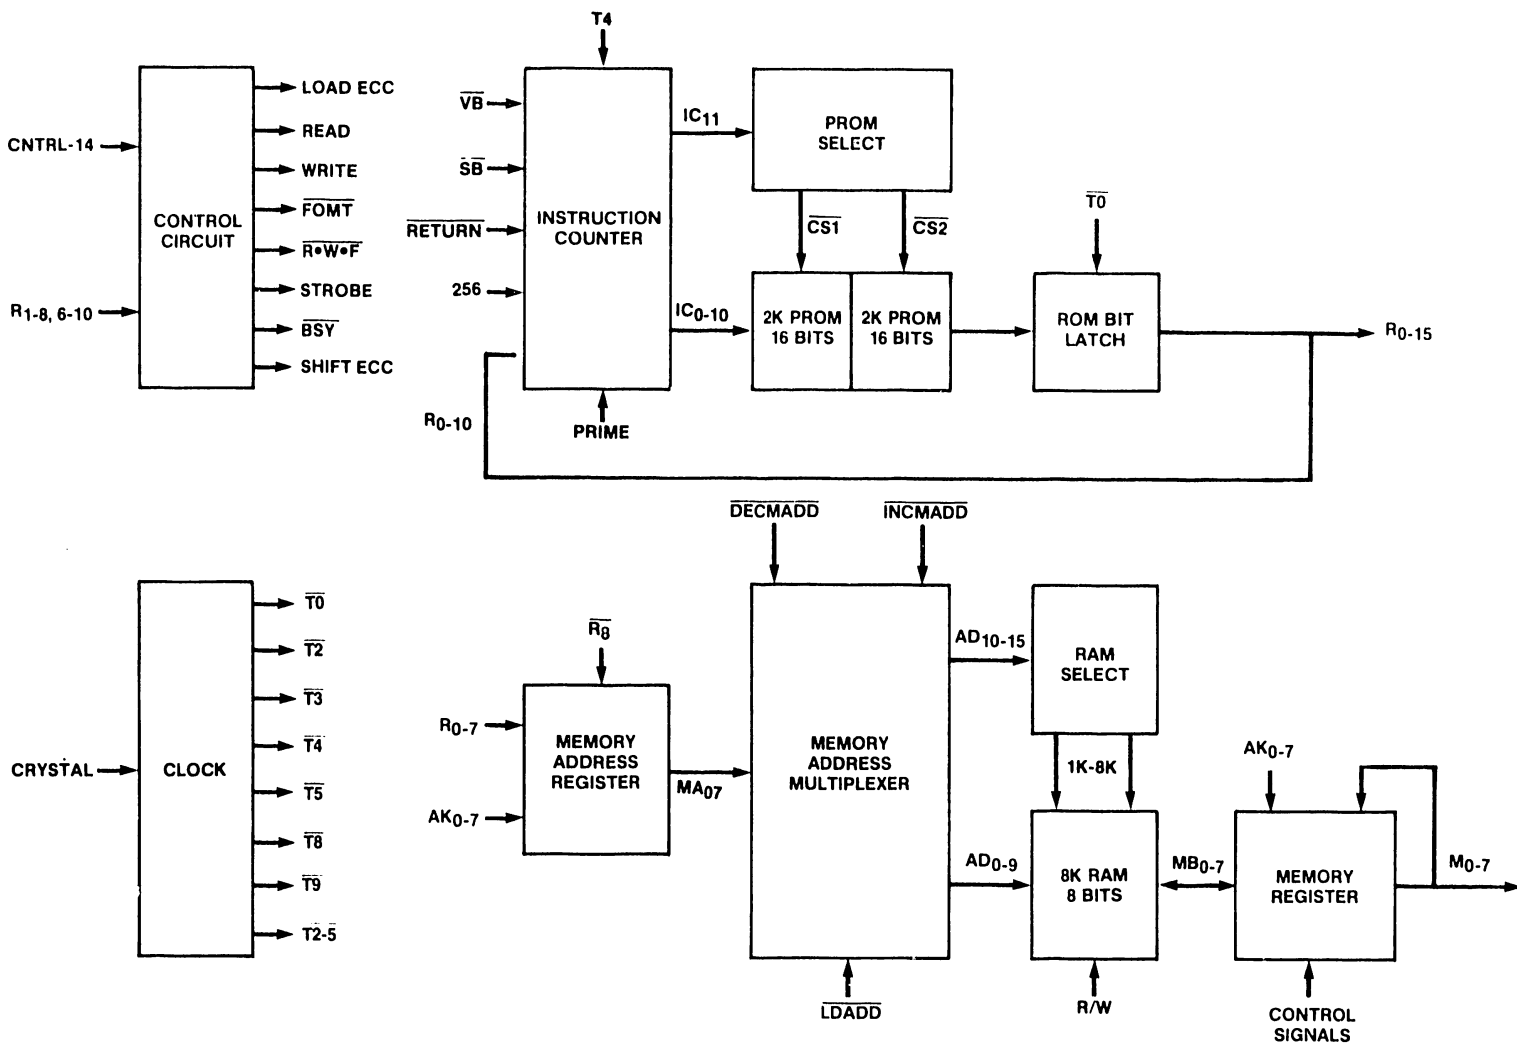 T4
CNTRL-14
R1-8, 6-10
CONTROL
CIRCUIT
LOAD ECC
READ
WRITE
FOMT
R•W•F
STROBE
BSY
SHIFT ECC
VB
SB
RETURN
256
INSTRUCTION
COUNTER
PRIME
IC11
IC0-10
PROM
SELECT
CS1
CS2
2K PROM
16 BITS
2K PROM
16 BITS
T0
ROM BIT
LATCH
R0-15
R0-10
CRYSTAL
CLOCK
T0
T2
T3
T4
T5
T8
T9
T2-5
R8
R0-7
AK0-7
MEMORY
ADDRESS
REGISTER
MA07
DECMADD
INCMADD
MEMORY
ADDRESS
MULTIPLEXER
LDADD
AD10-15
AD0-9
RAM
SELECT
1K-8K
8K RAM
8 BITS
R/W
MB0-7
AK0-7
MEMORY
REGISTER
M0-7
CONTROL
SIGNALS